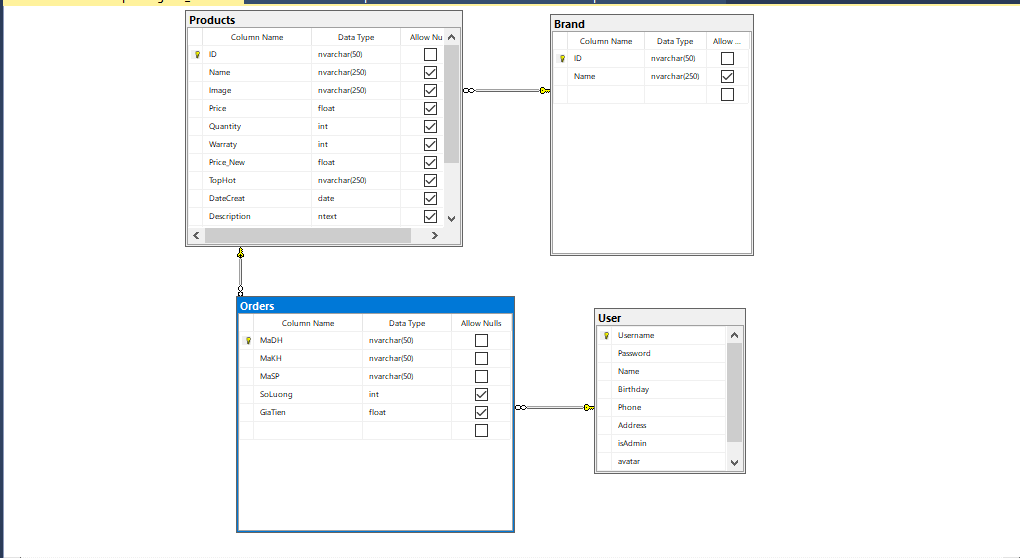 Products
Column Name Data Type Allow Nu
ID nvarchar(50)
Name nvarchar(250)
Image nvarchar(250)
Price float
Quantity int
Warraty int
Price_New float
TopHot nvarchar(250)
DateCreat date
Description ntext
Brand
Column Name Data Type Allow ...
ID nvarchar(50)
Name nvarchar(250)
Orders
Column Name Data Type Allow Nulls
MaDH nvarchar(50)
MaKH nvarchar(50)
MaSP nvarchar(50)
SoLuong int
GiaTien float
User
Username
Password
Name
Birthday
Phone
Address
isAdmin
avatar